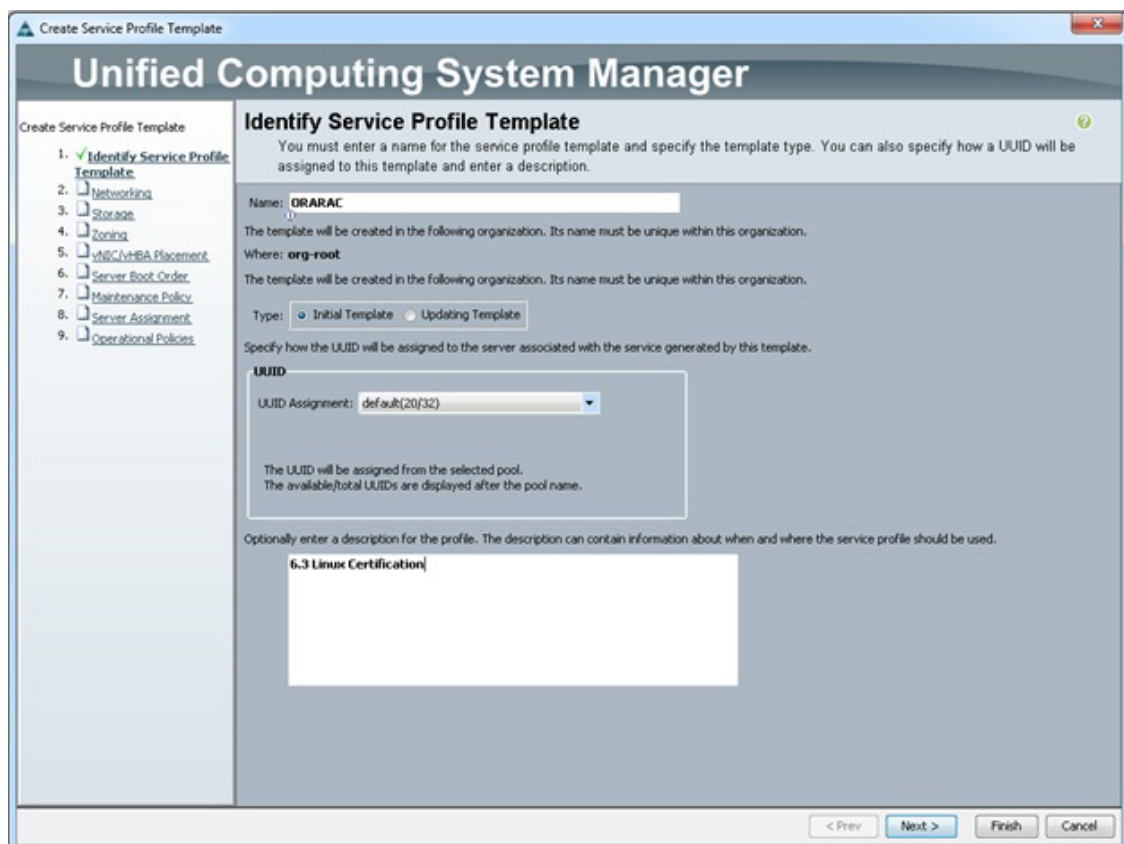 Create Service Profile Template
Unified Computing System Manager
Create Service Profile Template
1. Identify Service Profile
Template
2. Networking
3. Storage
4. Zoning
5. vNIC/vHBA Placement
6. Server Boot Order
7. Maintenance Policy
8. Server Assignment
9. Operational Policies
Identify Service Profile Template
You must enter a name for the service profile template and specify the template type. You can also specify how a UUID will be
assigned to this template and enter a description.
Name: ORARAC
The template will be created in the following organization. Its name must be unique within this organization.
Where: org-root
The template will be created in the following organization. Its name must be unique within this organization.
Type: Initial Template Updating Template
Specify how the UUID will be assigned to the server associated with the service generated by this template.
UUID
UUID Assignment: default(20/32)
The UUID will be assigned from the selected pool.
The available/total UUIDs are displayed after the pool name.
Optionally enter a description for the profile. The description can contain information about when and where the service profile should be used.
6.3 Linux Certification
< Prev Next > Finish Cancel